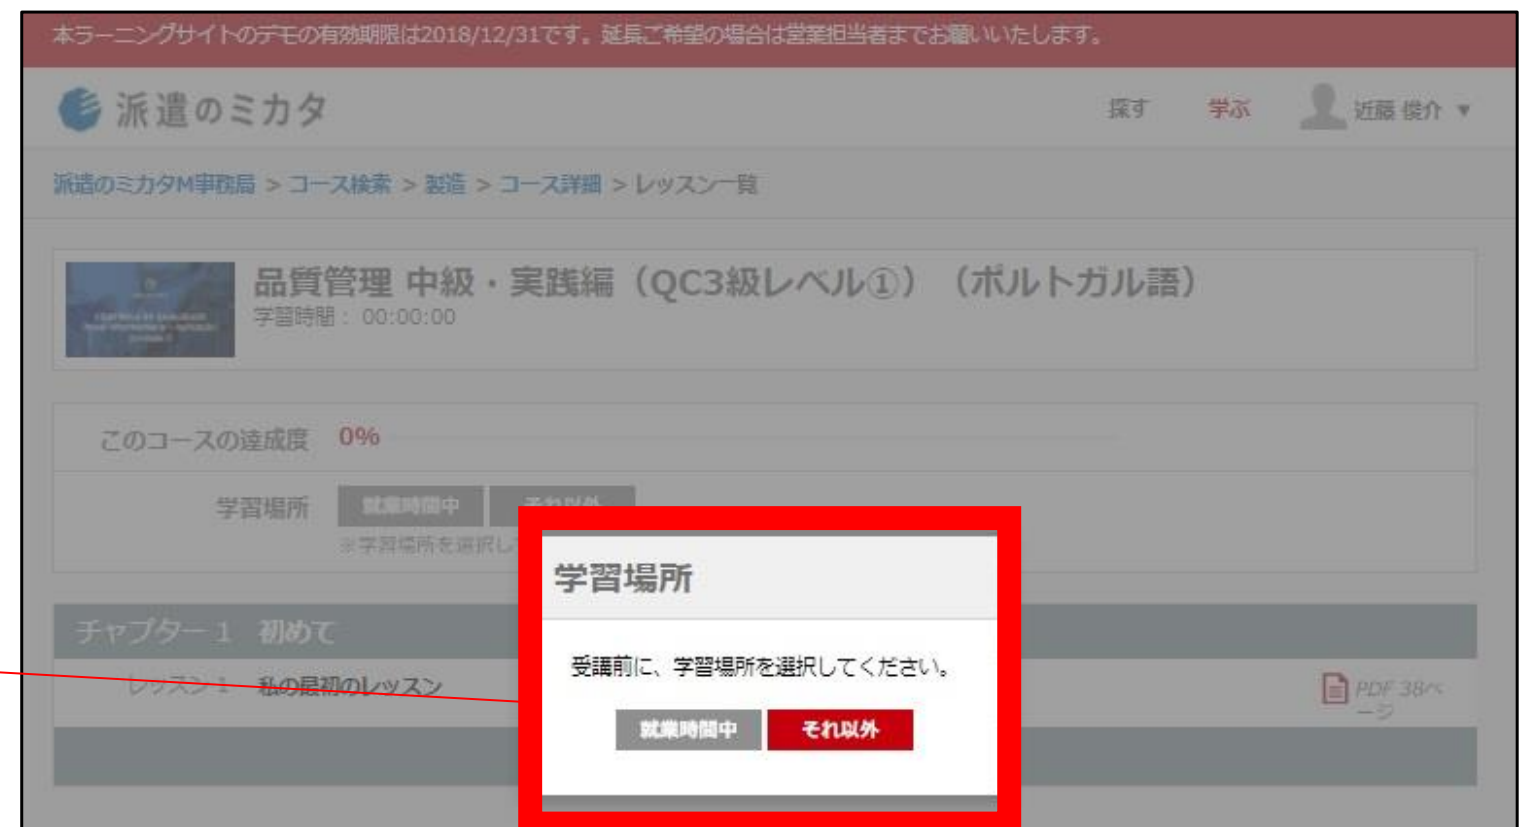 本ラーニングサイトのデモの有効期限は2018/12/31です。延長ご希望の場合は営業担当者までお願いいたします。
派遣のミカタ
探す 学ぶ 近藤 俊介 ▼
派遣のミカタM事務局 > コース検索 > 製造 > コース詳細 > レッスン一覧
品質管理 中級・実践編（QC3級レベル①）（ポルトガル語）
学習時間： 00:00:00
このコースの達成度 0%
学習場所 就業時間中 それ以外
※学習場所を選択し
学習場所
受講前に、学習場所を選択してください。
就業時間中 それ以外
チャプター 1 初めて
レッスン 1 私の最初のレッスン
PDF 38ペ
ージ